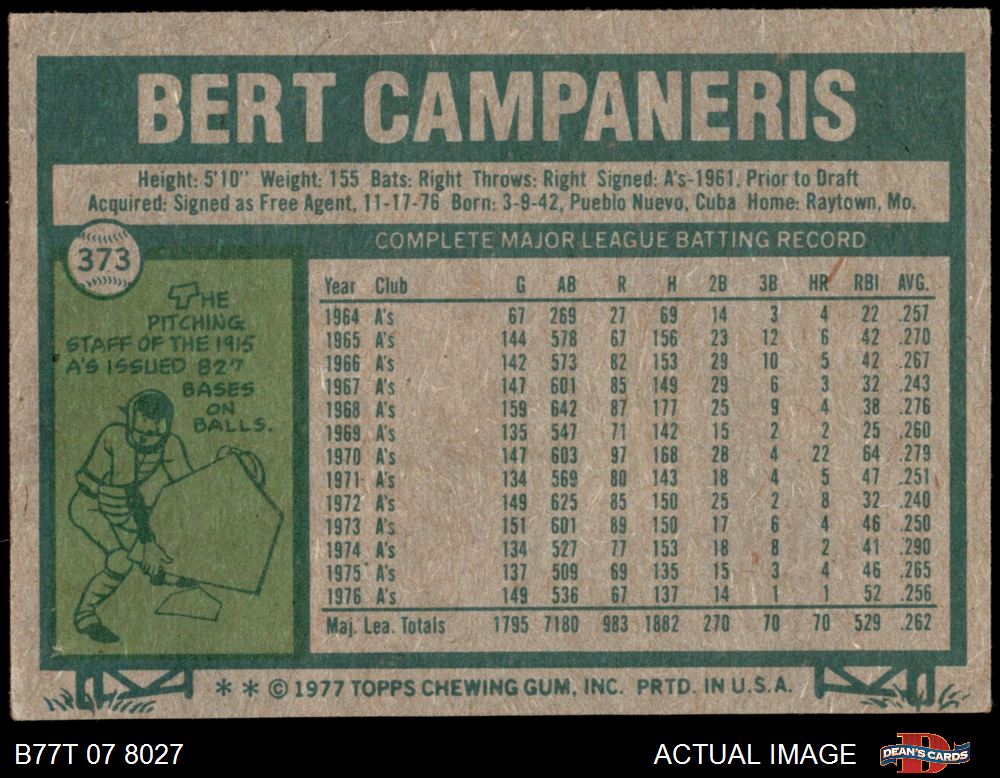 BERT CAMPANERIS
Height: 5'10" Weight: 155 Bats: Right Throws: Right Signed: A's-1961, Prior to Draft
Acquired: Signed as Free Agent, 11-17-76 Born: 3-9-42, Pueblo Nuevo, Cuba Home: Raytown, Mo.
373
THE
PITCHING
STAFF OF THE 1915
A'S ISSUED 827
BASES
ON
BALLS.
COMPLETE MAJOR LEAGUE BATTING RECORD
Year Club G AB R H 2B 3B HR RBI AVG.
1964 A's 67 269 27 69 14 3 4 22 .257
1965 A's 144 578 67 156 23 12 6 42 .270
1966 A's 142 573 82 153 29 10 5 42 .267
1967 A's 147 601 85 149 29 6 3 32 .243
1968 A's 159 642 87 177 25 9 4 38 .276
1969 A's 135 547 71 142 15 2 2 25 .260
1970 A's 147 603 97 168 28 4 22 64 .279
1971 A's 134 569 80 143 18 4 5 47 .251
1972 A's 149 625 85 150 25 2 8 32 .240
1973 A's 151 601 89 150 17 6 4 46 .250
1974 A's 134 527 77 153 18 8 2 41 .290
1975 A's 137 509 69 135 15 3 4 46 .265
1976 A's 149 536 67 137 14 1 1 52 .256
Maj. Lea. Totals 1795 7180 983 1882 270 70 70 529 .262
* * © 1977 TOPPS CHEWING GUM, INC. PRTD. IN U.S.A.
B77T 07 8027
ACTUAL IMAGE
D
DEAN'S CARDS